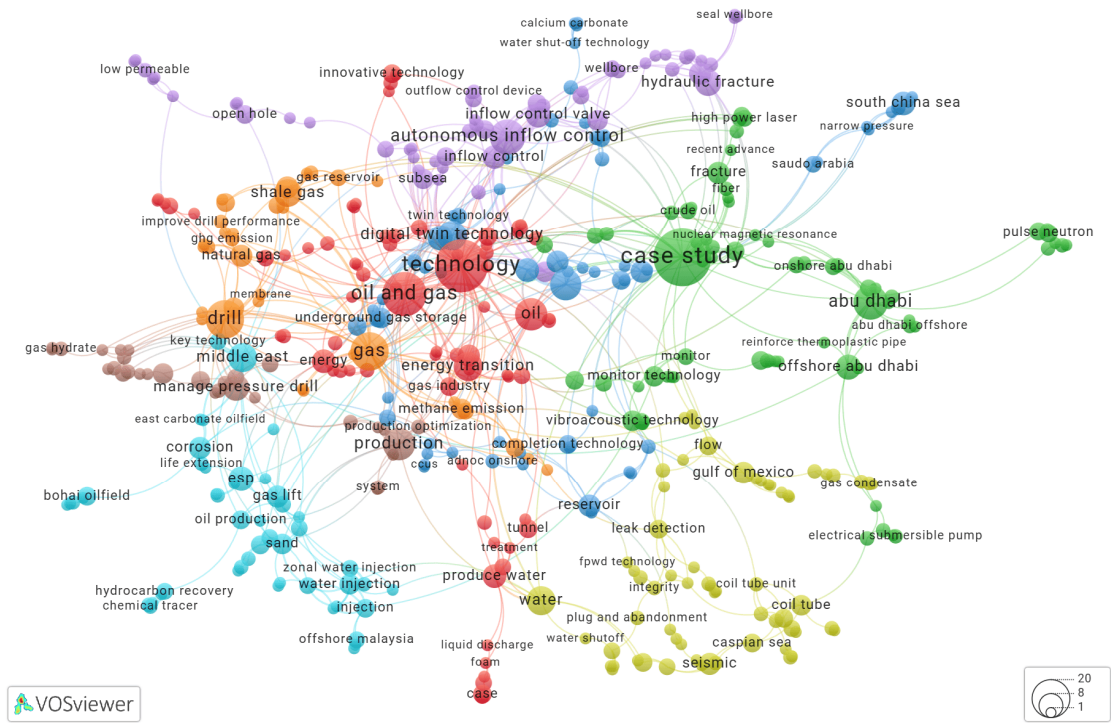 seal wellbore
calcium carbonate
water shut-off technology
low permeable
innovative technology
wellbore
hydraulic fracture
outflow control device
open hole
inflow control valve
high power laser
south china sea
narrow pressure
autonomous inflow control
recent advance
inflow control
saudo arabia
gas reservoir
subsea
fracture
shale gas
fiber
improve drill performance
twin technology
crude oil
ghg emission
digital twin technology
nuclear magnetic resonance
pulse neutron
natural gas
technology
case study
onshore abu dhabi
membrane
oil and gas
abu dhabi
drill
underground gas storage
oil
abu dhabi offshore
key technology
reinforce thermoplastic pipe
gas hydrate
middle east
energy
gas
energy transition
monitor
offshore abu dhabi
manage pressure drill
gas industry
monitor technology
methane emission
east carbonate oilfield
production optimization
vibroacoustic technology
corrosion
production
completion technology
flow
life extension
ccus
adnoc onshore
esp
system
gulf of mexico
gas condensate
bohai oilfield
gas lift
reservoir
oil production
tunnel
leak detection
electrical submersible pump
sand
treatment
zonal water injection
produce water
fpwd technology
hydrocarbon recovery
water injection
integrity
coil tube unit
chemical tracer
injection
water
coil tube
plug and abandonment
offshore malaysia
liquid discharge
water shutoff
caspian sea
foam
seismic
case
VOSviewer
20
8
1